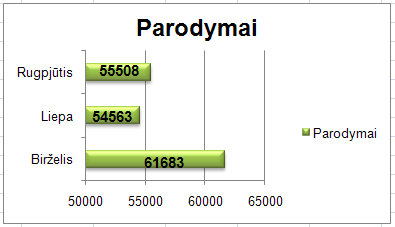 Parodymai
Rugpjūtis 55508
Liepa 54563
Parodymai
Birželis 61683
50000 55000 60000 65000